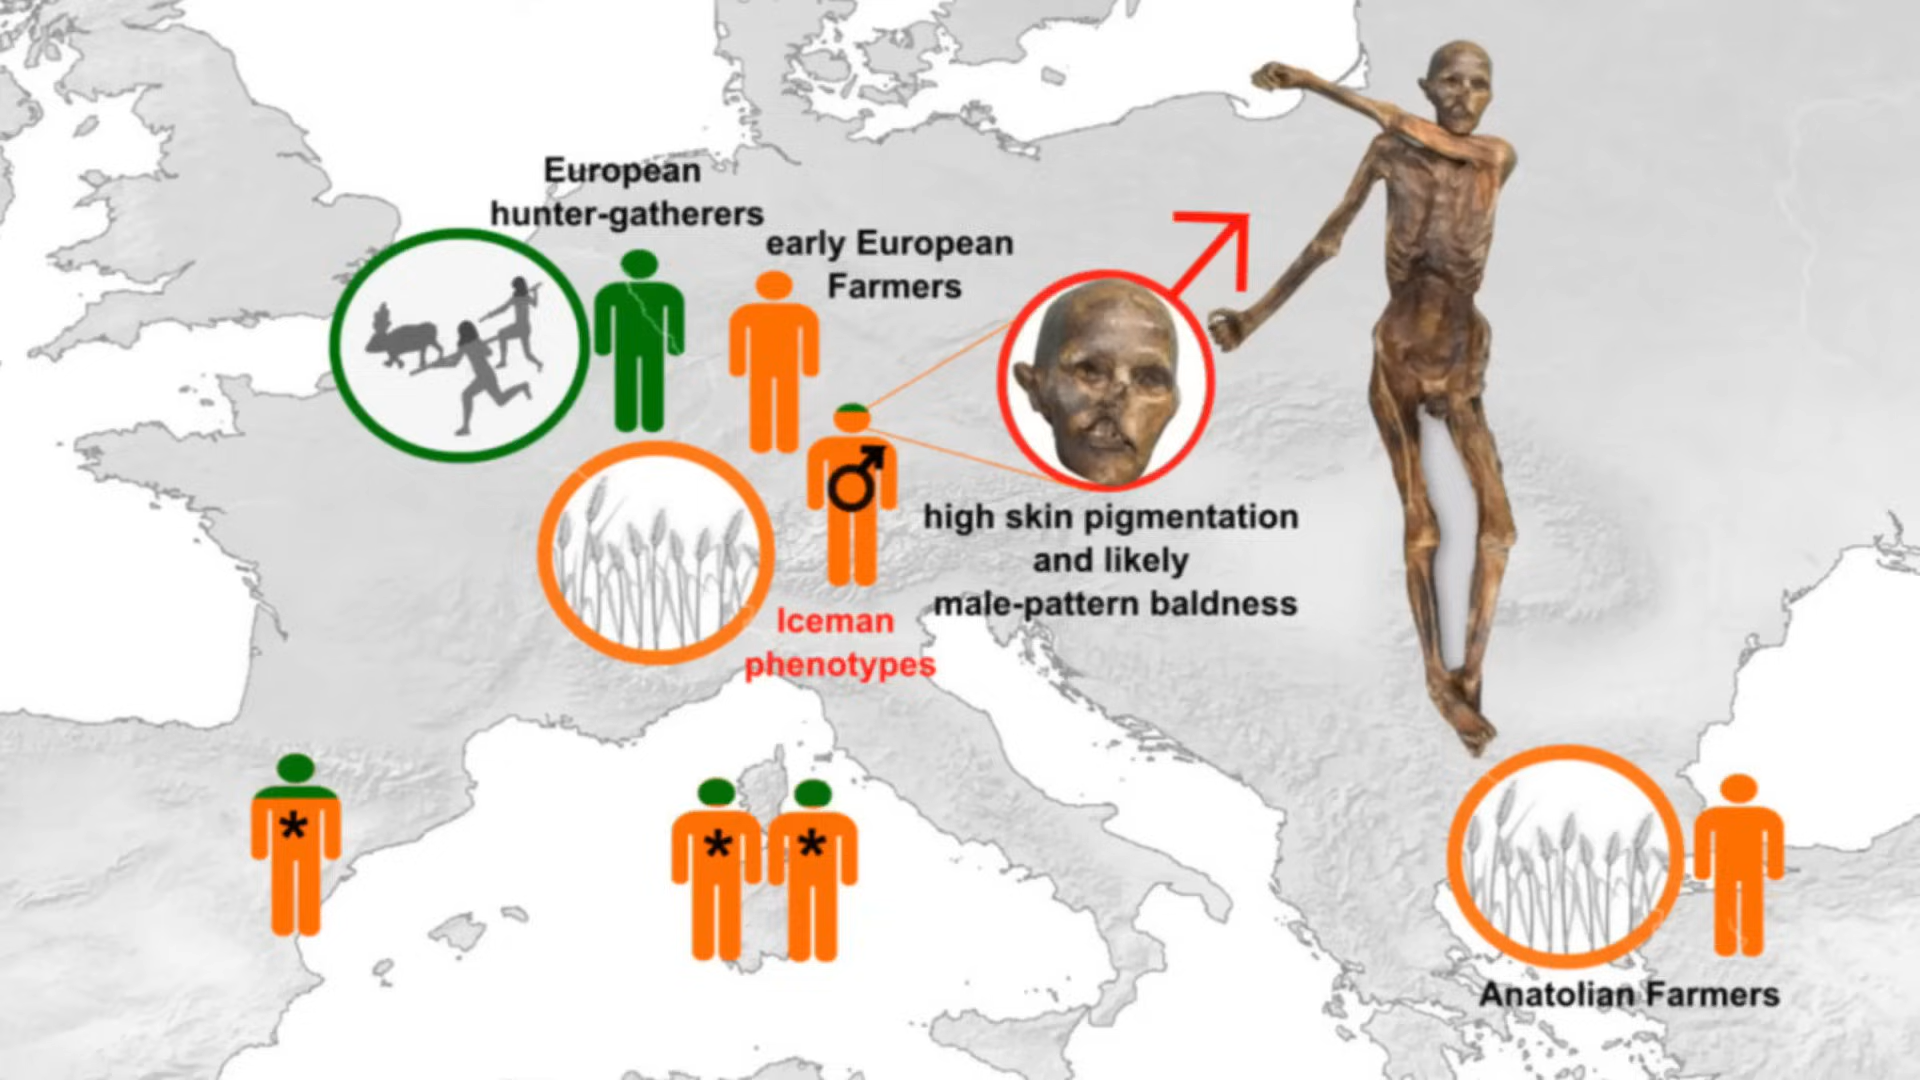 European
hunter-gatherers
early European
Farmers
high skin pigmentation
and likely
male-pattern baldness
Iceman
phenotypes
*
* *
Anatolian Farmers